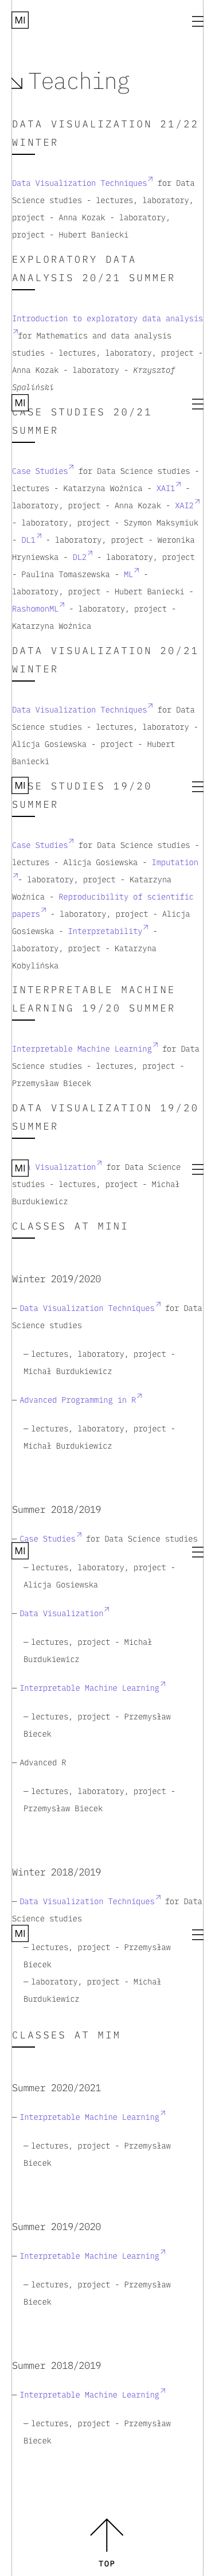 MI
Teaching
DATA VISUALIZATION 21/22
WINTER
Data Visualization Techniques for Data
Science studies - lectures, laboratory,
project - Anna Kozak - laboratory,
project - Hubert Baniecki
EXPLORATORY DATA
ANALYSIS 20/21 SUMMER
Introduction to exploratory data analysis
for Mathematics and data analysis
studies - lectures, laboratory, project -
Anna Kozak - laboratory - Krzysztof
Spaliński
MI
CASE STUDIES 20/21
SUMMER
Case Studies for Data Science studies -
lectures - Katarzyna Woźnica - XAI1 -
laboratory, project - Anna Kozak - XAI2
- laboratory, project - Szymon Maksymiuk
- DL1 - laboratory, project - Weronika
Hryniewska - DL2 - laboratory, project
- Paulina Tomaszewska - ML -
laboratory, project - Hubert Baniecki -
RashomonML - laboratory, project -
Katarzyna Woźnica
DATA VISUALIZATION 20/21
WINTER
Data Visualization Techniques for Data
Science studies - lectures, laboratory -
Alicja Gosiewska - project - Hubert
Baniecki
MI
SE STUDIES 19/20
SUMMER
Case Studies for Data Science studies -
lectures - Alicja Gosiewska - Imputation
- laboratory, project - Katarzyna
Woźnica - Reproducibility of scientific
papers - laboratory, project - Alicja
Gosiewska - Interpretability -
laboratory, project - Katarzyna
Kobylińska
INTERPRETABLE MACHINE
LEARNING 19/20 SUMMER
Interpretable Machine Learning for Data
Science studies - lectures, project -
Przemysław Biecek
DATA VISUALIZATION 19/20
SUMMER
MI
Visualization for Data Science
studies - lectures, project - Michał
Burdukiewicz
CLASSES AT MINI
Winter 2019/2020
— Data Visualization Techniques for Data
Science studies
— lectures, laboratory, project -
Michał Burdukiewicz
— Advanced Programming in R
— lectures, laboratory, project -
Michał Burdukiewicz
Summer 2018/2019
— Case Studies for Data Science studies
MI
— lectures, laboratory, project -
Alicja Gosiewska
— Data Visualization
— lectures, project - Michał
Burdukiewicz
— Interpretable Machine Learning
— lectures, project - Przemysław
Biecek
— Advanced R
— lectures, laboratory, project -
Przemysław Biecek
Winter 2018/2019
— Data Visualization Techniques for Data
Science studies
MI
— lectures, project - Przemysław
Biecek
— laboratory, project - Michał
Burdukiewicz
CLASSES AT MIM
Summer 2020/2021
— Interpretable Machine Learning
— lectures, project - Przemysław
Biecek
Summer 2019/2020
— Interpretable Machine Learning
— lectures, project - Przemysław
Biecek
Summer 2018/2019
— Interpretable Machine Learning
— lectures, project - Przemysław
Biecek
TOP